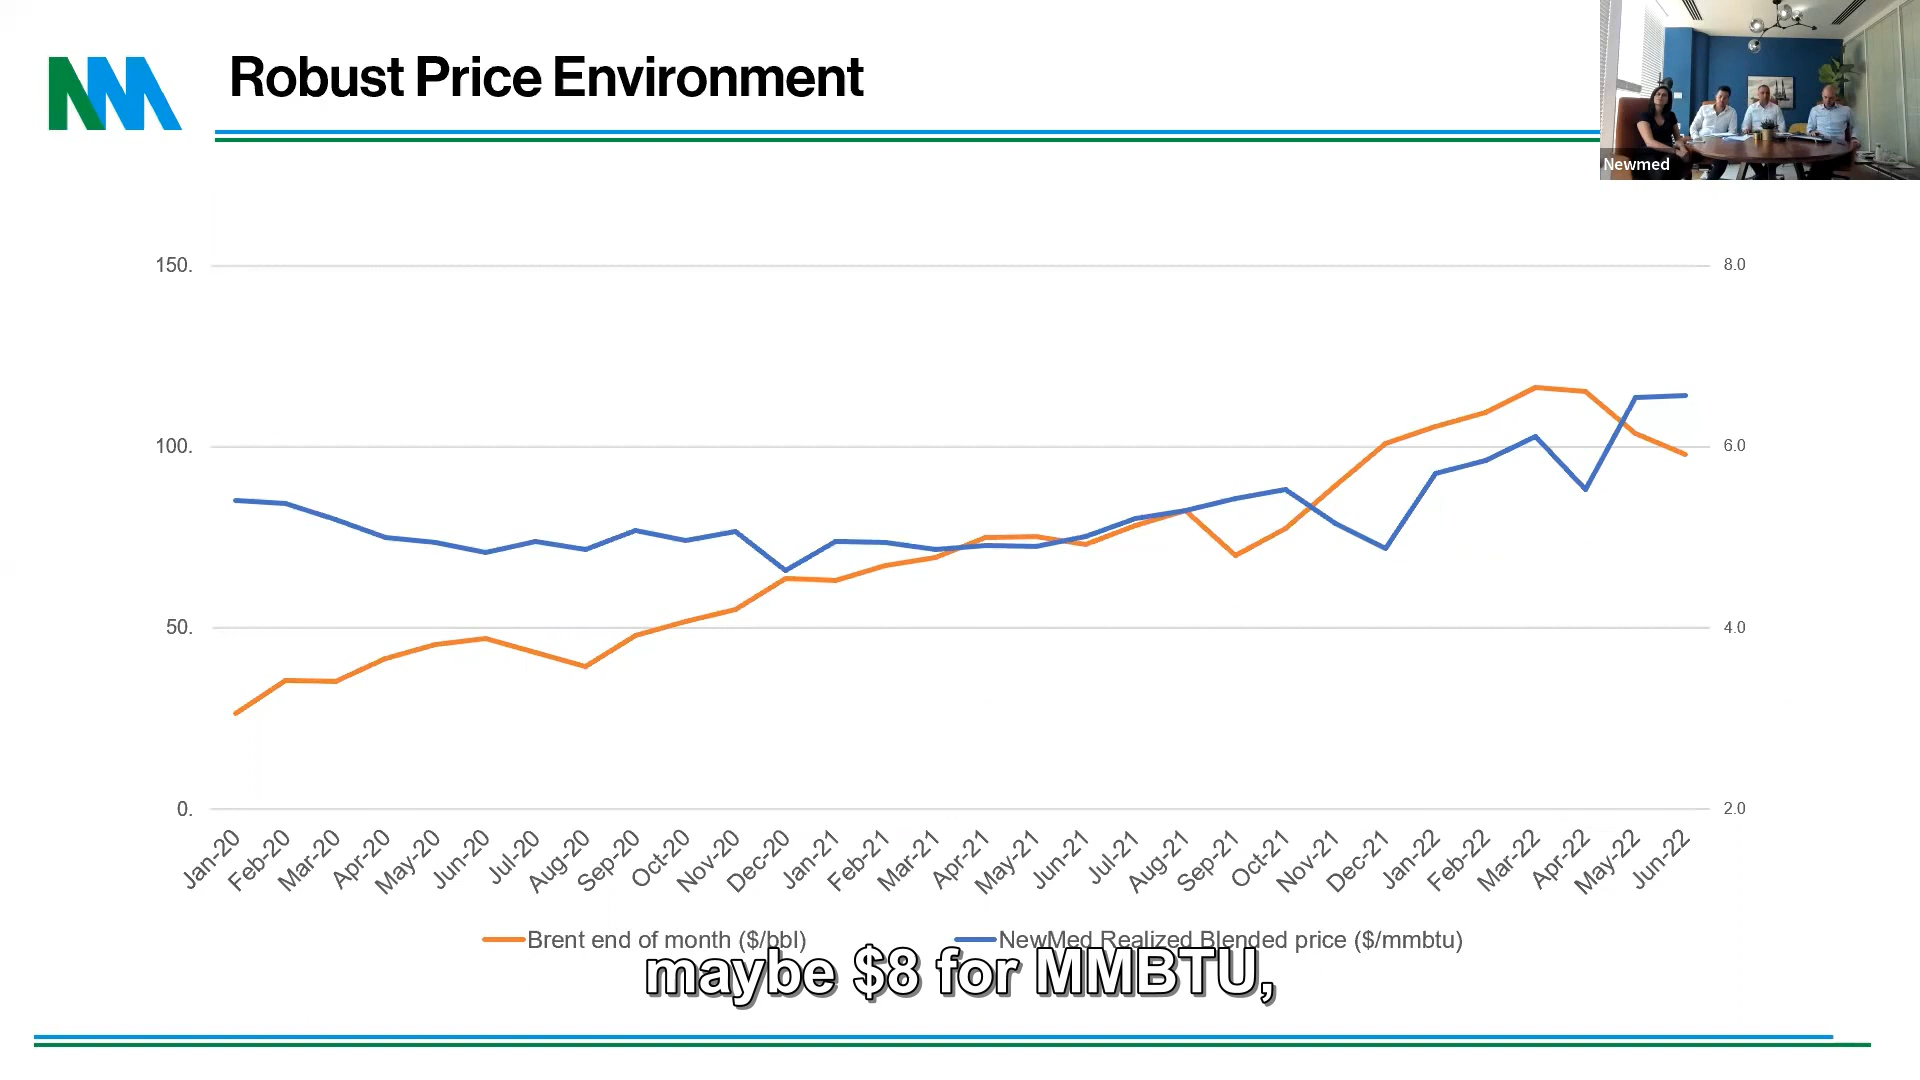 Robust Price Environment
Newmed
150.
100.
50.
0.
8.0
6.0
4.0
2.0
Jan-20
Feb-20
Mar-20
Apr-20
May-20
Jun-20
Jul-20
Aug-20
Sep-20
Oct-20
Nov-20
Dec-20
Jan-21
Feb-21
Mar-21
Apr-21
May-21
Jun-21
Jul-21
Aug-21
Sep-21
Oct-21
Nov-21
Dec-21
Jan-22
Feb-22
Mar-22
Apr-22
May-22
Jun-22
Brent end of month ($/bbl)
NewMed Realized Blended price ($/mmbtu)
maybe $8 for MMBTU,